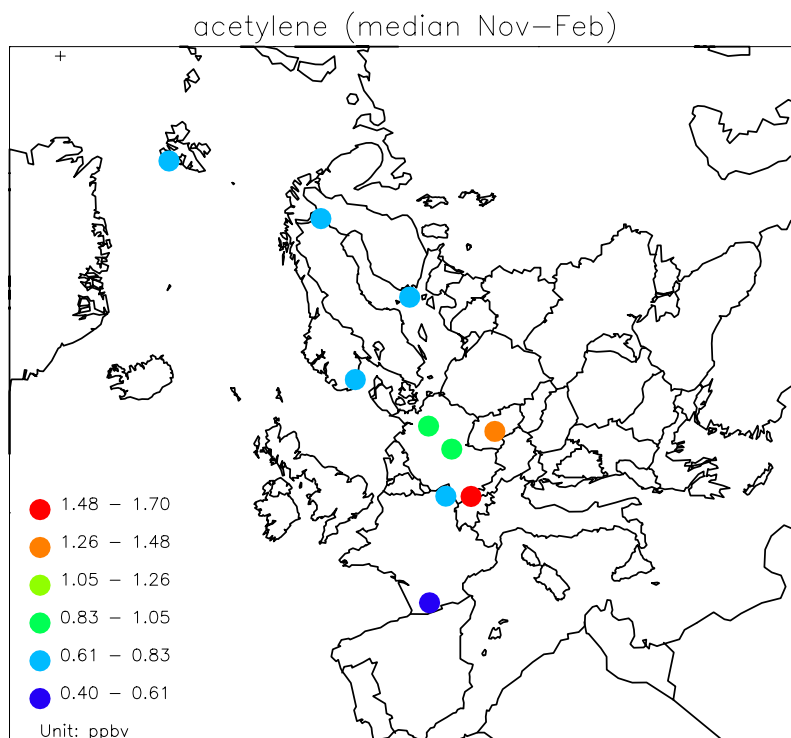 acetylene (median Nov−Feb)
1.48 − 1.70
1.26 − 1.48
1.05 − 1.26
0.83 − 1.05
0.61 − 0.83
0.40 − 0.61
Unit: ppbv